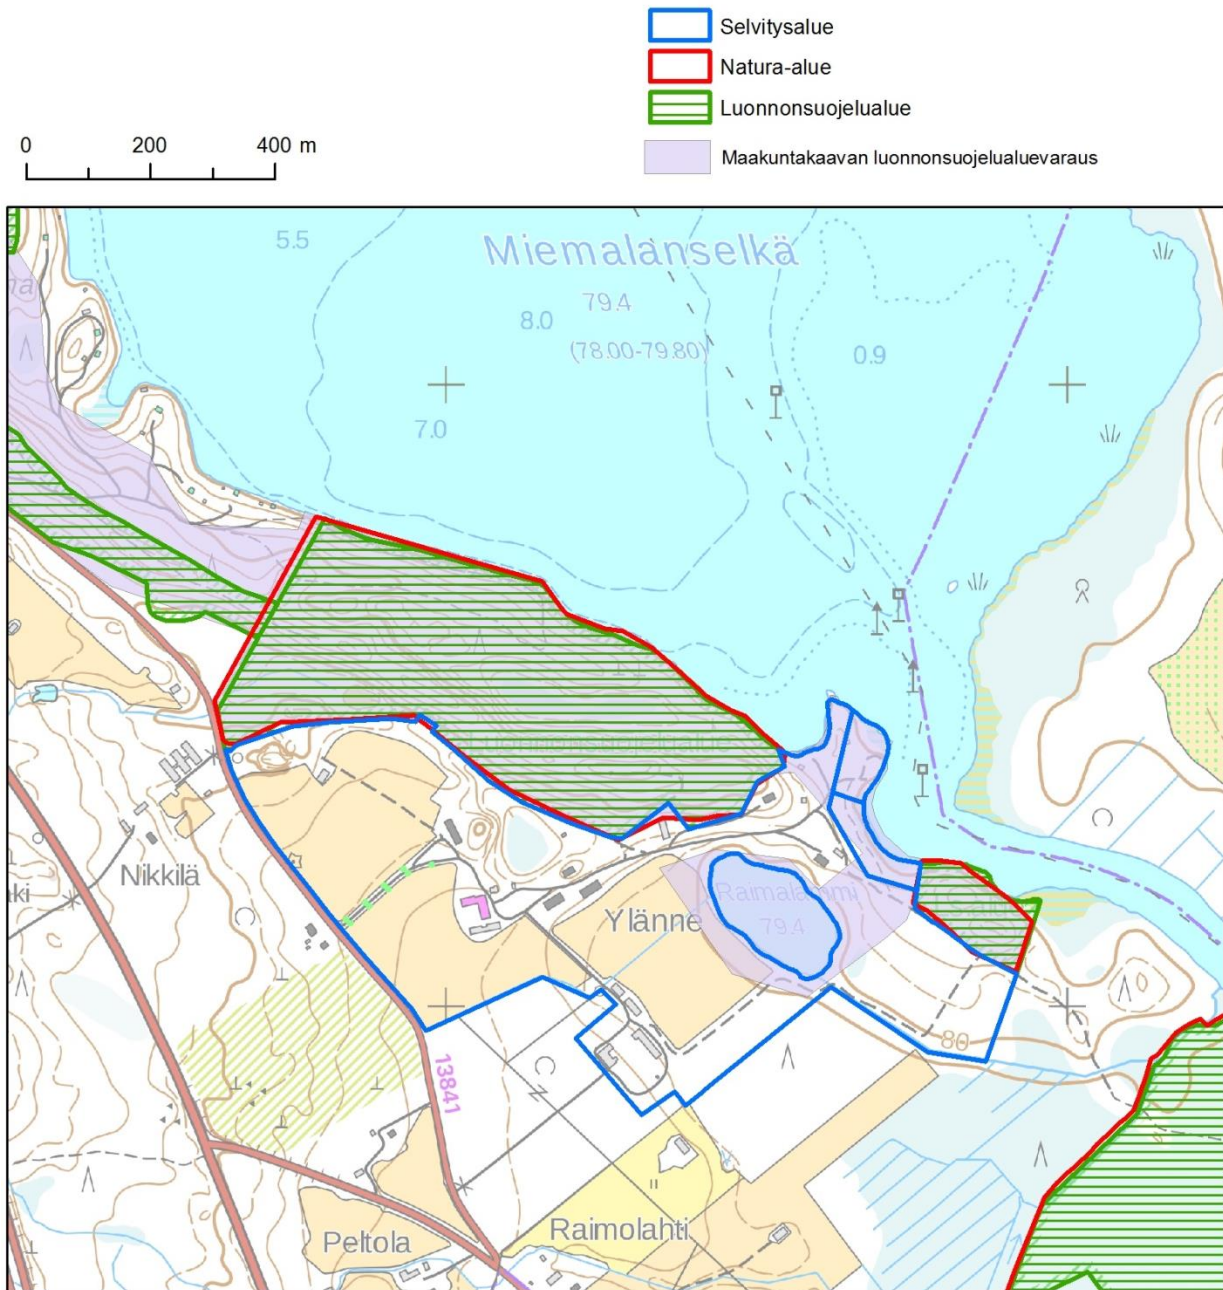 Selvitysalue
Natura-alue
Luonnonsuojelualue
Maakuntakaavan luonnonsuojelualuevaraus
0 200 400 m
5.5
Miemalanselkä
79.4
8.0
(78.00-79.80)
0.9
7.0
Nikkilä
Raimalammi
79.4
Ylänne
80
13841
Raimolahti
Peltola